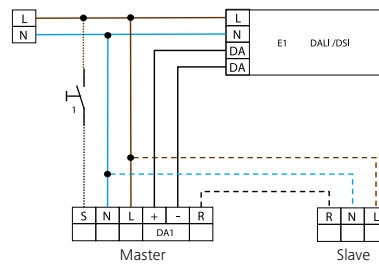 L
N
L
N
DA
DA
E1 DALI /DSI
1
S N L + - R
DA1
Master
R N L
Slave